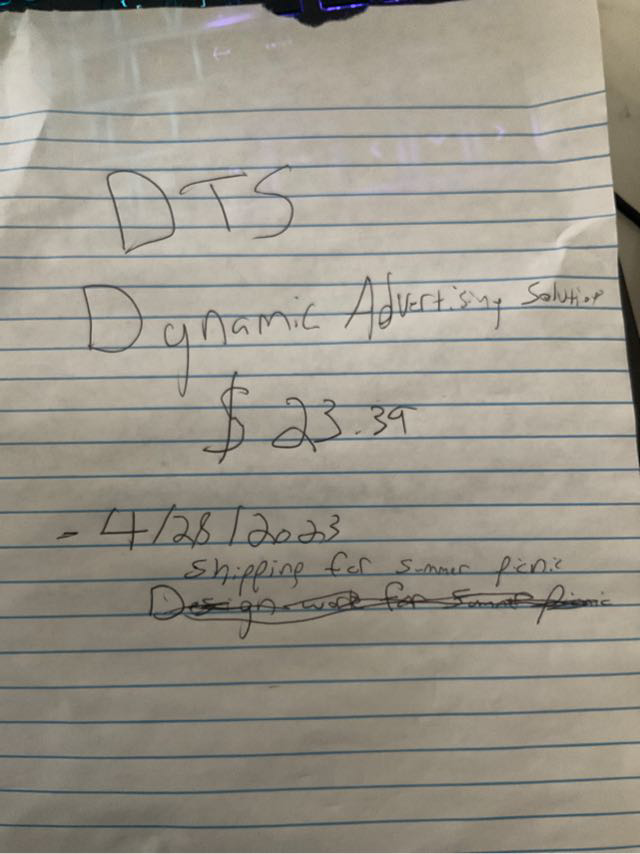 DTS
Dynamic Advertising Solution
$ 23.39
- 4/28/2023
Shipping for summer picnic
Design work for Summer picnic